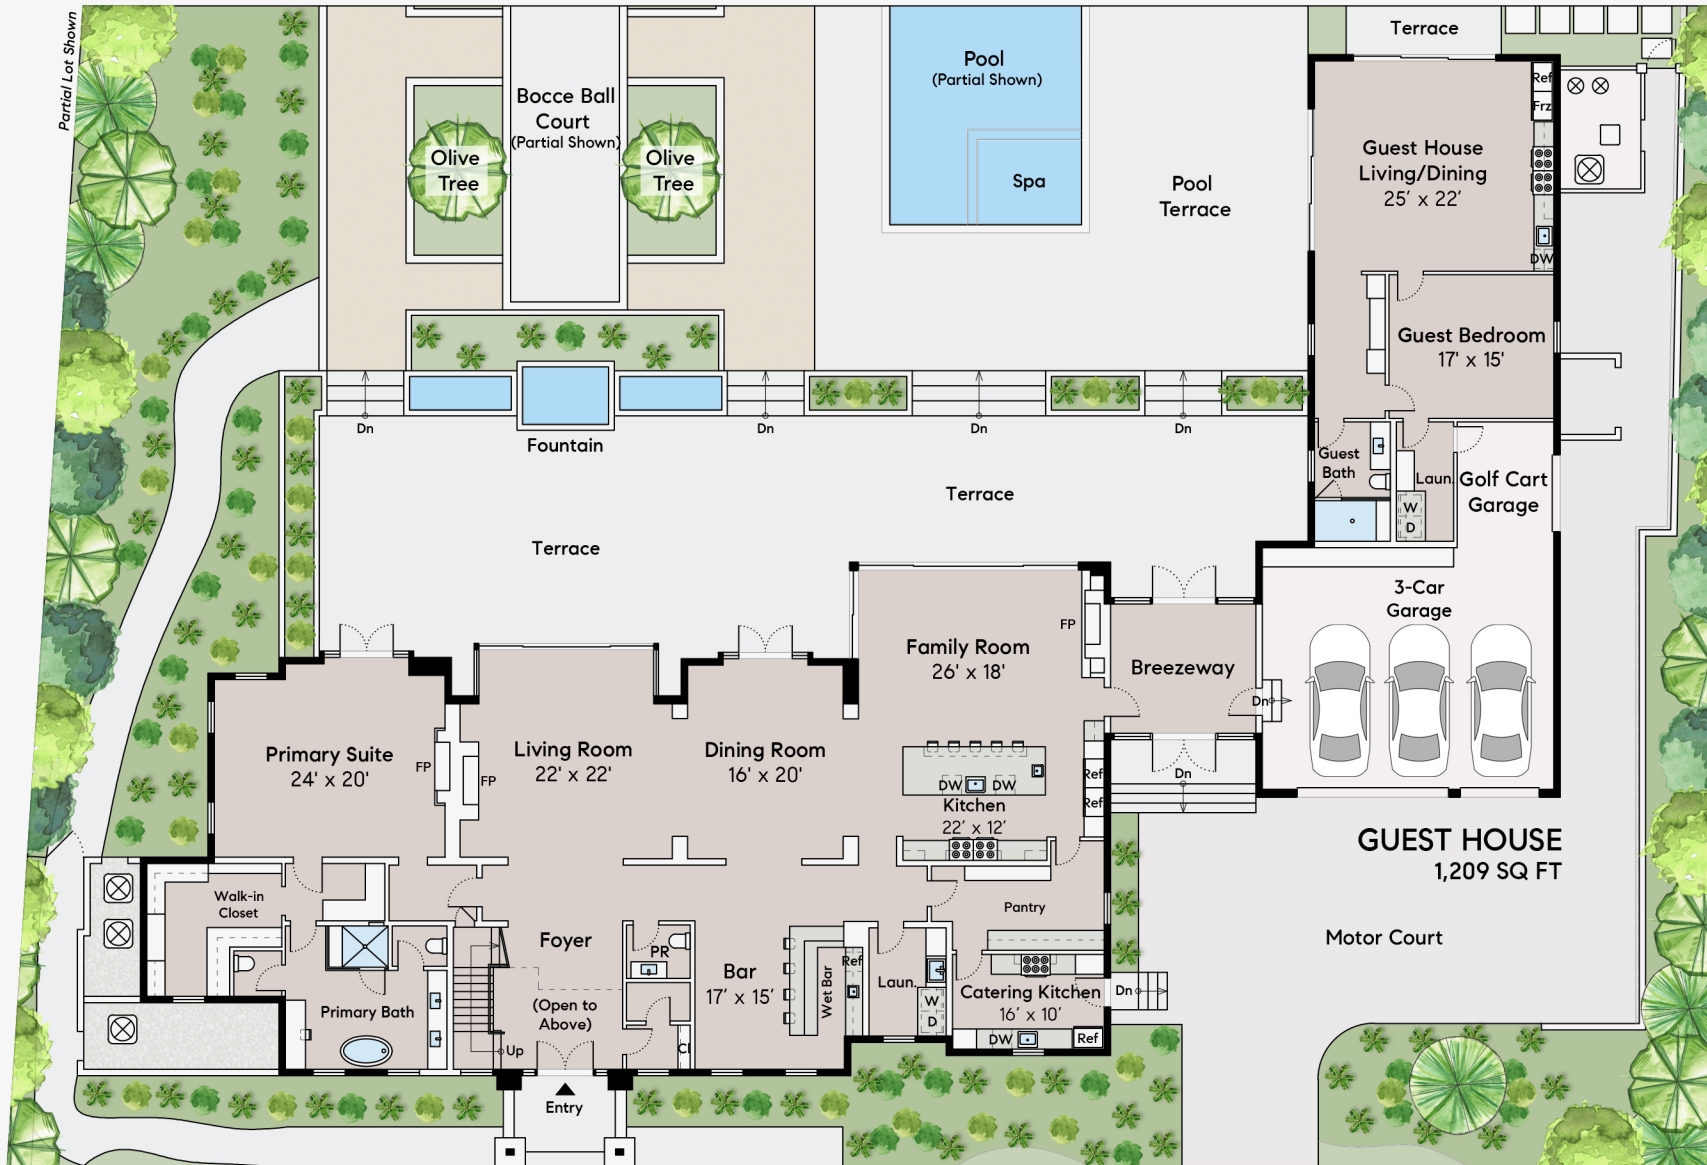 Partial Lot Shown
Terrace
Bocce Ball
Court
(Partial Shown)
Pool
(Partial Shown)
Spa
Pool
Terrace
Olive
Tree
Olive
Tree
Ref
Frz
Guest House
Living/Dining
25’ x 22’
DW
Guest Bedroom
17' x 15'
Dn
Dn
Dn
Dn
Fountain
Guest
Bath
Laun.
W
D
Golf Cart
Garage
Terrace
Terrace
3-Car
Garage
FP
Family Room
26' x 18'
Breezeway
Dn
Primary Suite
24' x 20'
FP
FP
Living Room
22' x 22'
Dining Room
16' x 20'
DW
DW
Kitchen
22' x 12'
Ref
Ref
Dn
GUEST HOUSE
1,209 SQ FT
Walk-in
Closet
Pantry
Foyer
(Open to
Above)
PR
Bar
17' x 15'
Wet Bar
Ref
Laun.
W
D
Catering Kitchen
16' x 10'
DW
Ref
Dn
Motor Court
Primary Bath
Up
Cl
Entry